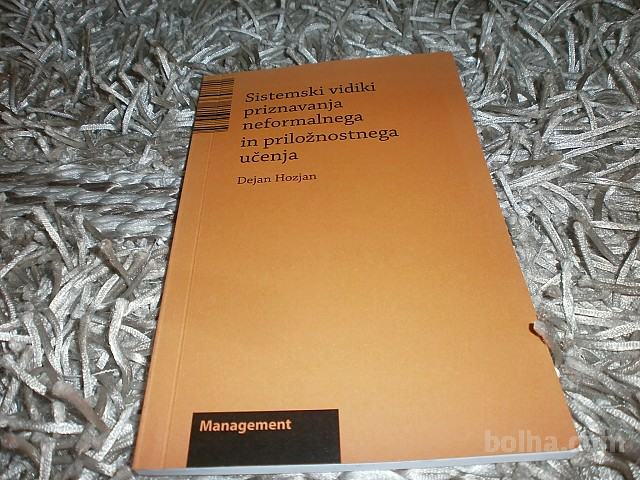 Sistemski vidiki
priznavanja
neformalnega
in priložnostnega
učenja
Dejan Hozjan
Management
bolha.com